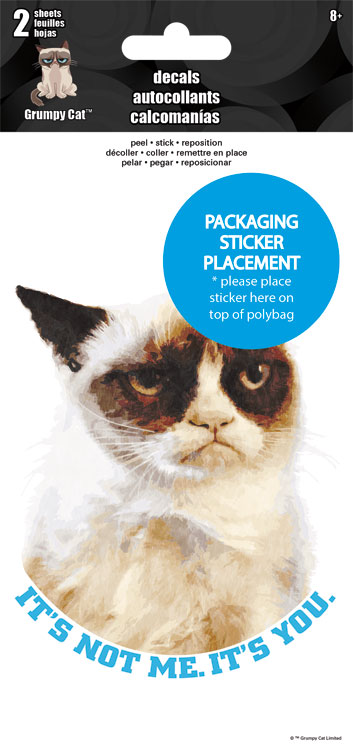 2 sheets
feuilles
hojas
8+
Grumpy Cat™
decals
autocollants
calcomanías
peel • stick • reposition
décoller • coller • remettre en place
pelar • pegar • reposicionar
PACKAGING
STICKER
PLACEMENT
* please place
sticker here on
top of polybag
IT'S NOT ME. IT'S YOU.
© ™ Grumpy Cat Limited